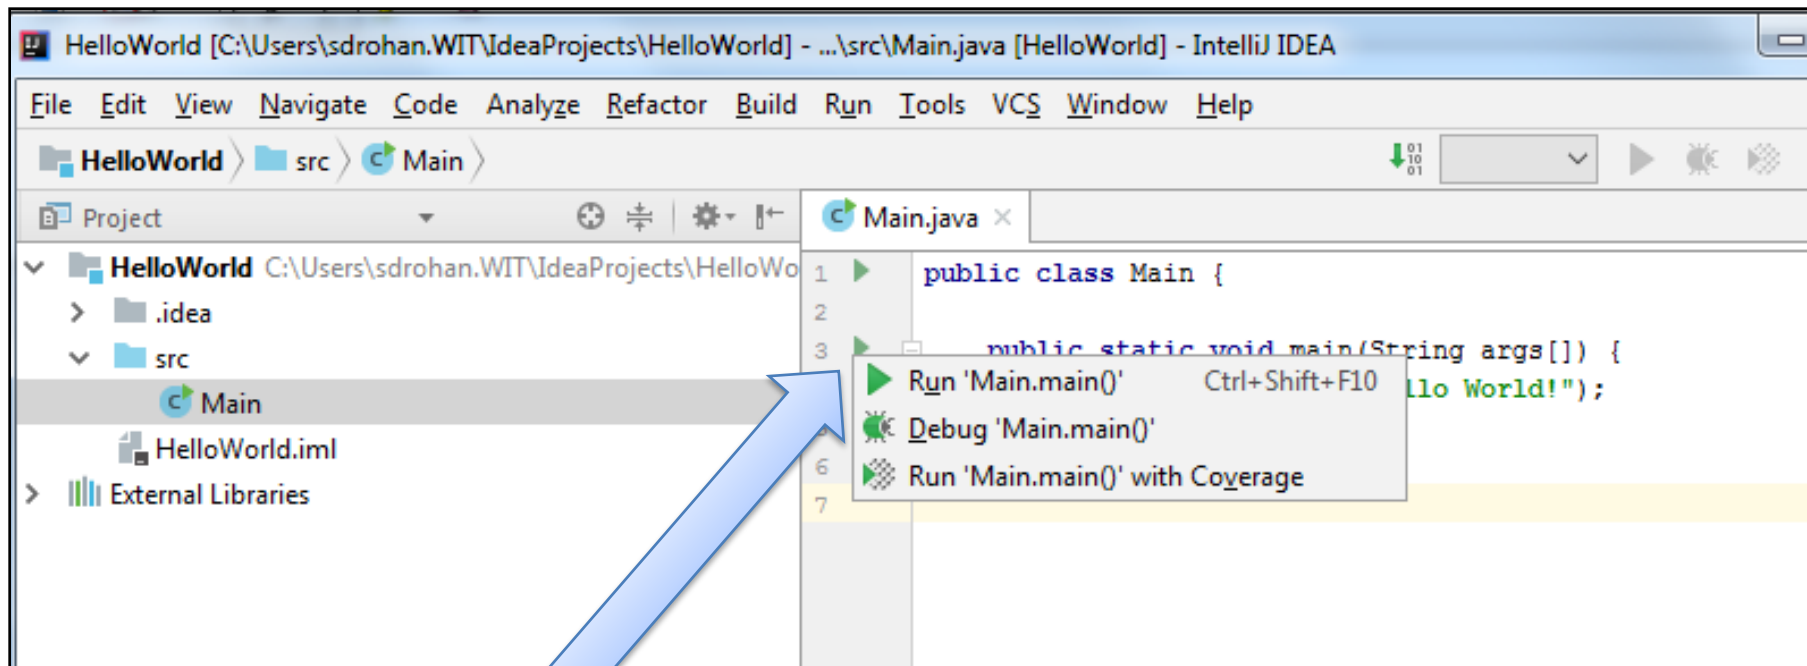 HelloWorld [C:\Users\sdrohan.WIT\IdeaProjects\HelloWorld] - ...\src\Main.java [HelloWorld] - IntelliJ IDEA
File Edit View Navigate Code Analyze Refactor Build Run Tools VCS Window Help
HelloWorld src Main
Project
Main.java
HelloWorld C:\Users\sdrohan.WIT\IdeaProjects\HelloWo
.idea
src
Main
HelloWorld.iml
External Libraries
1 public class Main {
2
3 public static void main(String args[]) {
llo World!");
6
7
Run 'Main.main()' Ctrl+Shift+F10
Debug 'Main.main()'
Run 'Main.main()' with Coverage